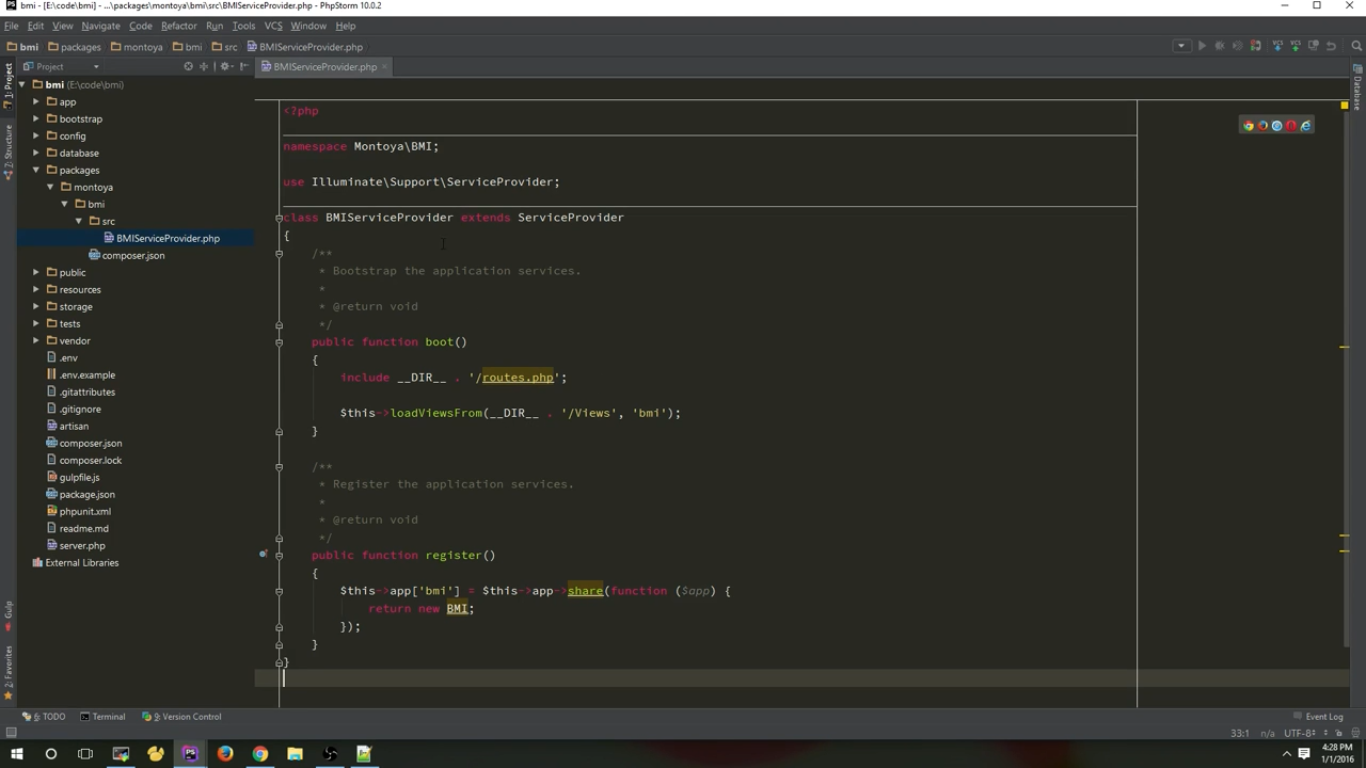 bmi - [E:\code\bmi] - ...\packages\montoya\bmi\src\BMIServiceProvider.php - PhpStorm 10.0.2
File Edit View Navigate Code Refactor Run Tools VCS Window Help
bmi packages montoya bmi src BMIServiceProvider.php
Project
BMIServiceProvider.php
1: Project
2: Structure
Gulp
2: Favorites
Database
bmi (E:\code\bmi)
app
bootstrap
config
database
packages
montoya
bmi
src
BMIServiceProvider.php
composer.json
public
resources
storage
tests
vendor
.env
.env.example
.gitattributes
.gitignore
artisan
composer.json
composer.lock
gulpfile.js
package.json
phpunit.xml
readme.md
server.php
External Libraries
<?php
namespace Montoya\BMI;
use Illuminate\Support\ServiceProvider;
class BMIServiceProvider extends ServiceProvider
{
/**
* Bootstrap the application services.
*
* @return void
*/
public function boot()
{
include __DIR__ . '/routes.php';
$this->loadViewsFrom(__DIR__ . '/Views', 'bmi');
}
/**
* Register the application services.
*
* @return void
*/
public function register()
{
$this->app['bmi'] = $this->app->share(function ($app) {
return new BMI;
});
}
}
6: TODO Terminal 9: Version Control Event Log
33:1 n/a UTF-8
4:28 PM
1/1/2016